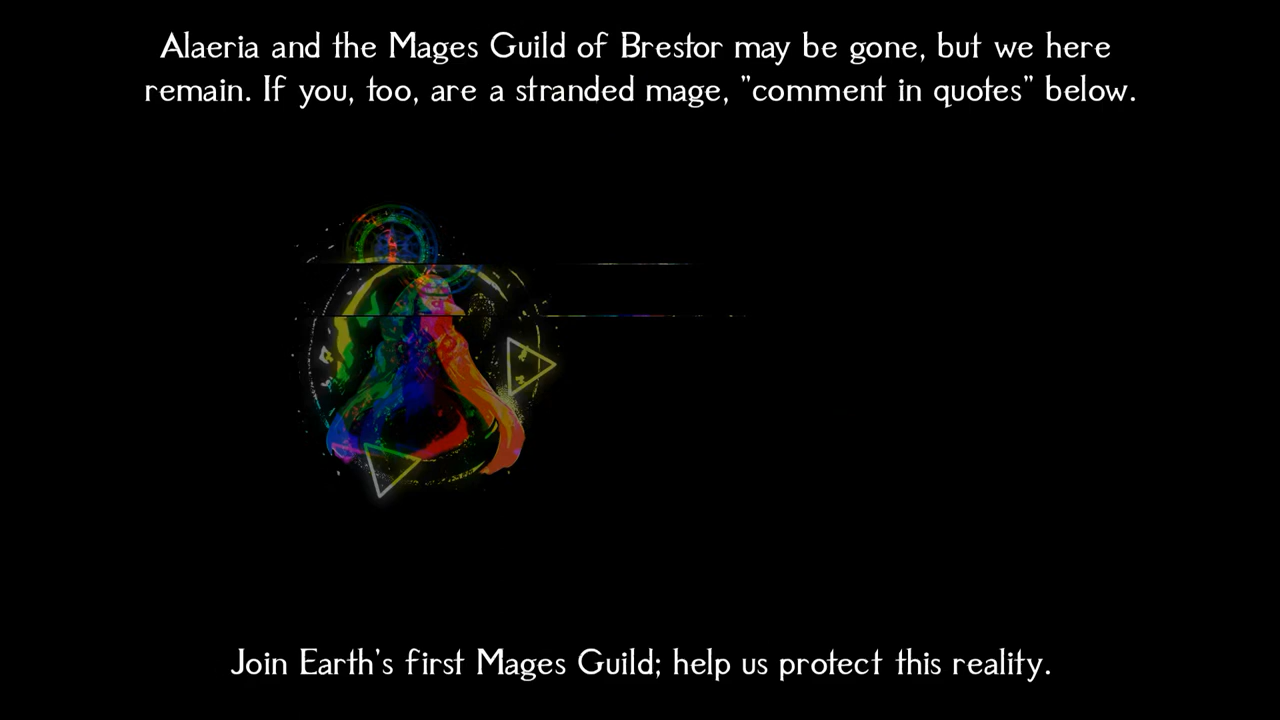 Alaeria and the Mages Guild of Brestor may be gone, but we here
remain. If you, too, are a stranded mage, "comment in quotes" below.
Join Earth's first Mages Guild; help us protect this reality.